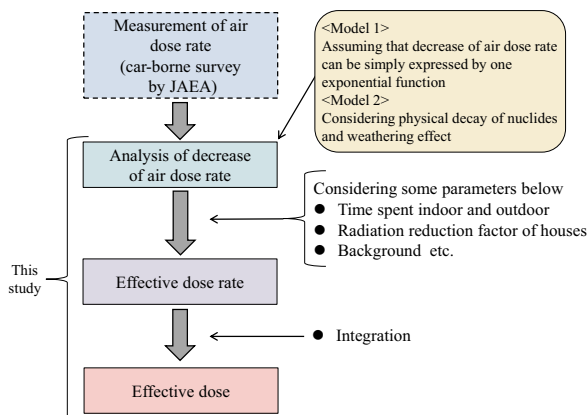 Measurement of air
dose rate
(car-borne survey
by JAEA)
<Model 1>
Assuming that decrease of air dose rate
can be simply expressed by one
exponential function
<Model 2>
Considering physical decay of nuclides
and weathering effect
Analysis of decrease
of air dose rate
Considering some parameters below
● Time spent indoor and outdoor
● Radiation reduction factor of houses
● Background etc.
This
study
Effective dose rate
● Integration
Effective dose